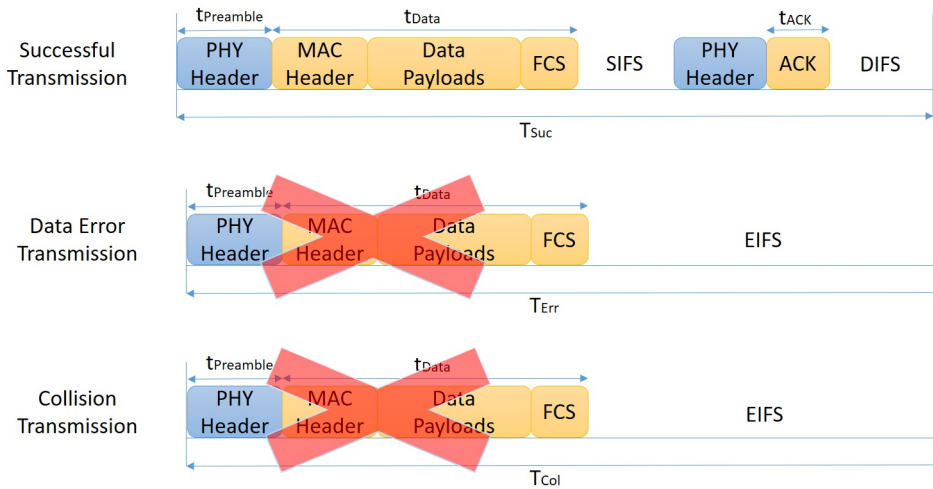 tPreamble tData tACK
Successful Transmission
PHY Header MAC Header Data Payloads FCS SIFS PHY Header ACK DIFS
TSuc
tPreamble tData
Data Error Transmission
PHY Header MAC Header Data Payloads FCS EIFS
TErr
tPreamble tData
Collision Transmission
PHY Header MAC Header Data Payloads FCS EIFS
TCol